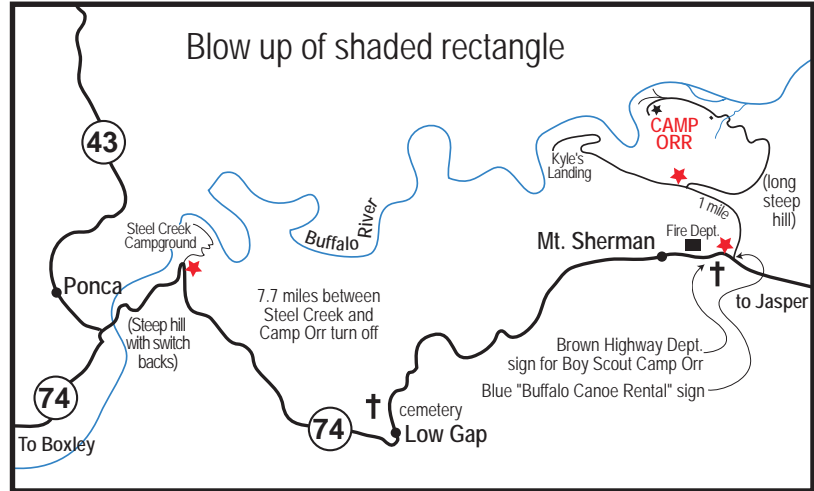 Blow up of shaded rectangle
43
CAMP
ORR
Kyle's
Landing
(long
steep
hill)
1 mile
Steel Creek
Campground
Buffalo River
Fire Dept.
Mt. Sherman
Ponca
to Jasper
7.7 miles between
Steel Creek and
Camp Orr turn off
(Steep hill
with switch
backs)
Brown Highway Dept.
sign for Boy Scout Camp Orr
Blue "Buffalo Canoe Rental" sign
74
cemetery
74
Low Gap
To Boxley